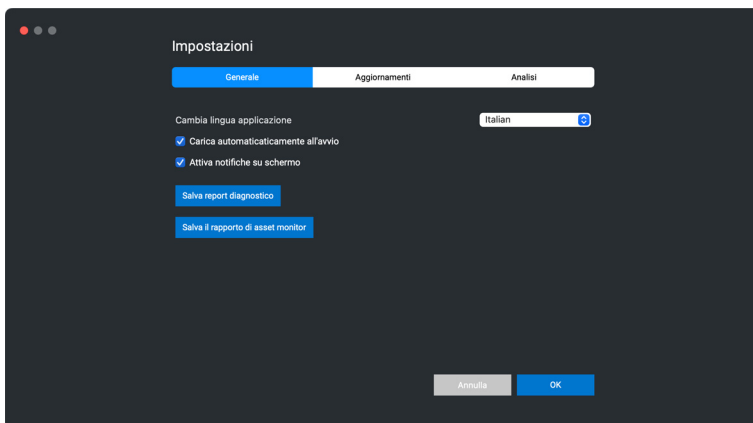 Impostazioni
Generale Aggiornamenti Analisi
Cambia lingua applicazione Italian
Carica automaticaticamente all'avvio
Attiva notifiche su schermo
Salva report diagnostico
Salva il rapporto di asset monitor
Annulla OK